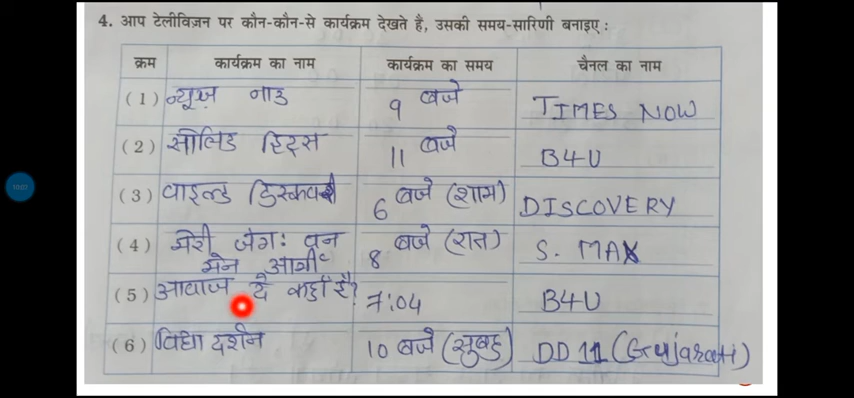 4. आप टेलीविज़न पर कौन-कौन-से कार्यक्रम देखते है, उसकी समय-सारिणी बनाइए :
क्रम कार्यक्रम का नाम कार्यक्रम का समय चैनल का नाम
(1) न्यूज़ नाउ 9 बजे TIMES NOW
(2) सोलिड हिट्स 11 बजे B4U
(3) वाइल्ड डिस्कवरी 6 बजे (शाम) DISCOVERY
(4) मेरी जंग: वन 8 बजे (रात) S. MAX
मेन आर्मी
(5) आवाज दे कहाँ है? 7:04 B4U
(6) विद्या दर्शन 10 बजे (सुबह) DD 11 (Gujarati)